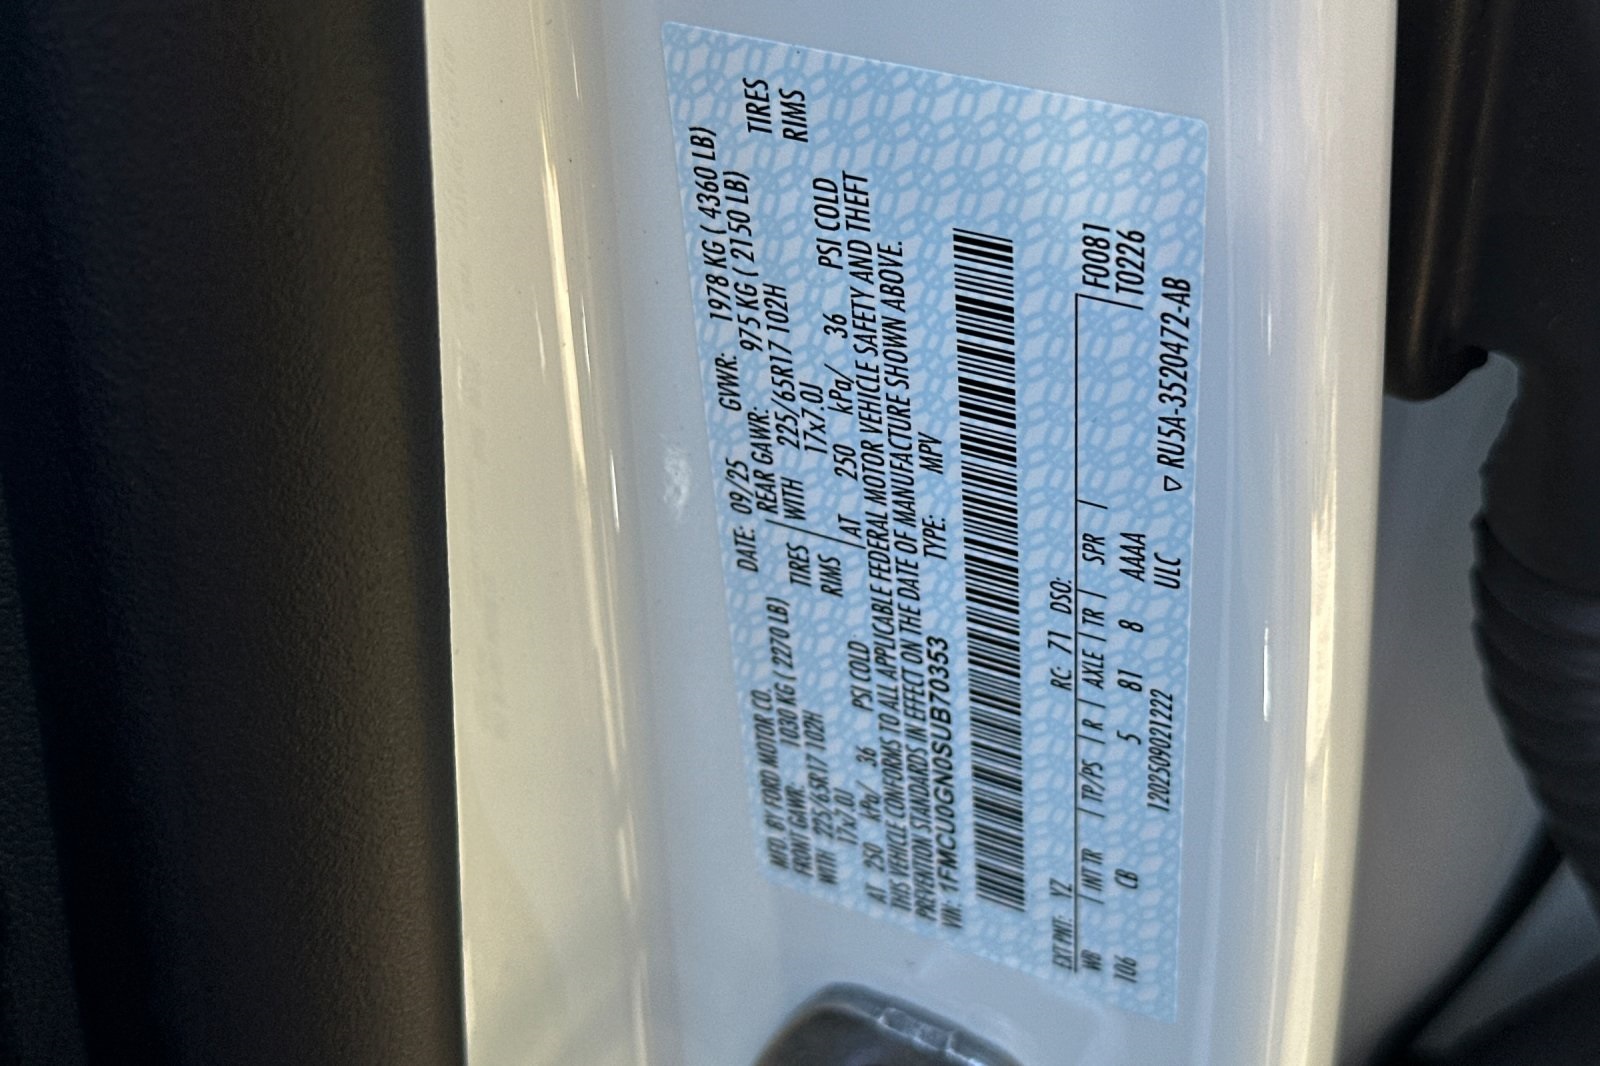 MFD. BY FORD MOTOR CO. DATE: 09/25 GVWR: 1978 KG ( 4360 LB)
FRONT GAWR: 1030 KG ( 2270 LB) REAR GAWR: 975 KG ( 2150 LB)
WITH 225/65R17 102H TIRES WITH 225/65R17 102H TIRES
17x7.0J RIMS 17x7.0J RIMS
AT 250 kPa/ 36 PSI COLD AT 250 kPa/ 36 PSI COLD
THIS VEHICLE CONFORMS TO ALL APPLICABLE FEDERAL MOTOR VEHICLE SAFETY AND THEFT
PREVENTION STANDARDS IN EFFECT ON THE DATE OF MANUFACTURE SHOWN ABOVE.
VIN: 1FMCU0GN0SUB70353 TYPE: MPV
EXT PNT: YZ RC: 71 DSO: F0081
WB | INT TR | TP/PS | R | AXLE | TR | SPR | T0226
106 CB 5 81 8 AAAA
1202509021222 ULC ▽ RU5A-3520472-AB